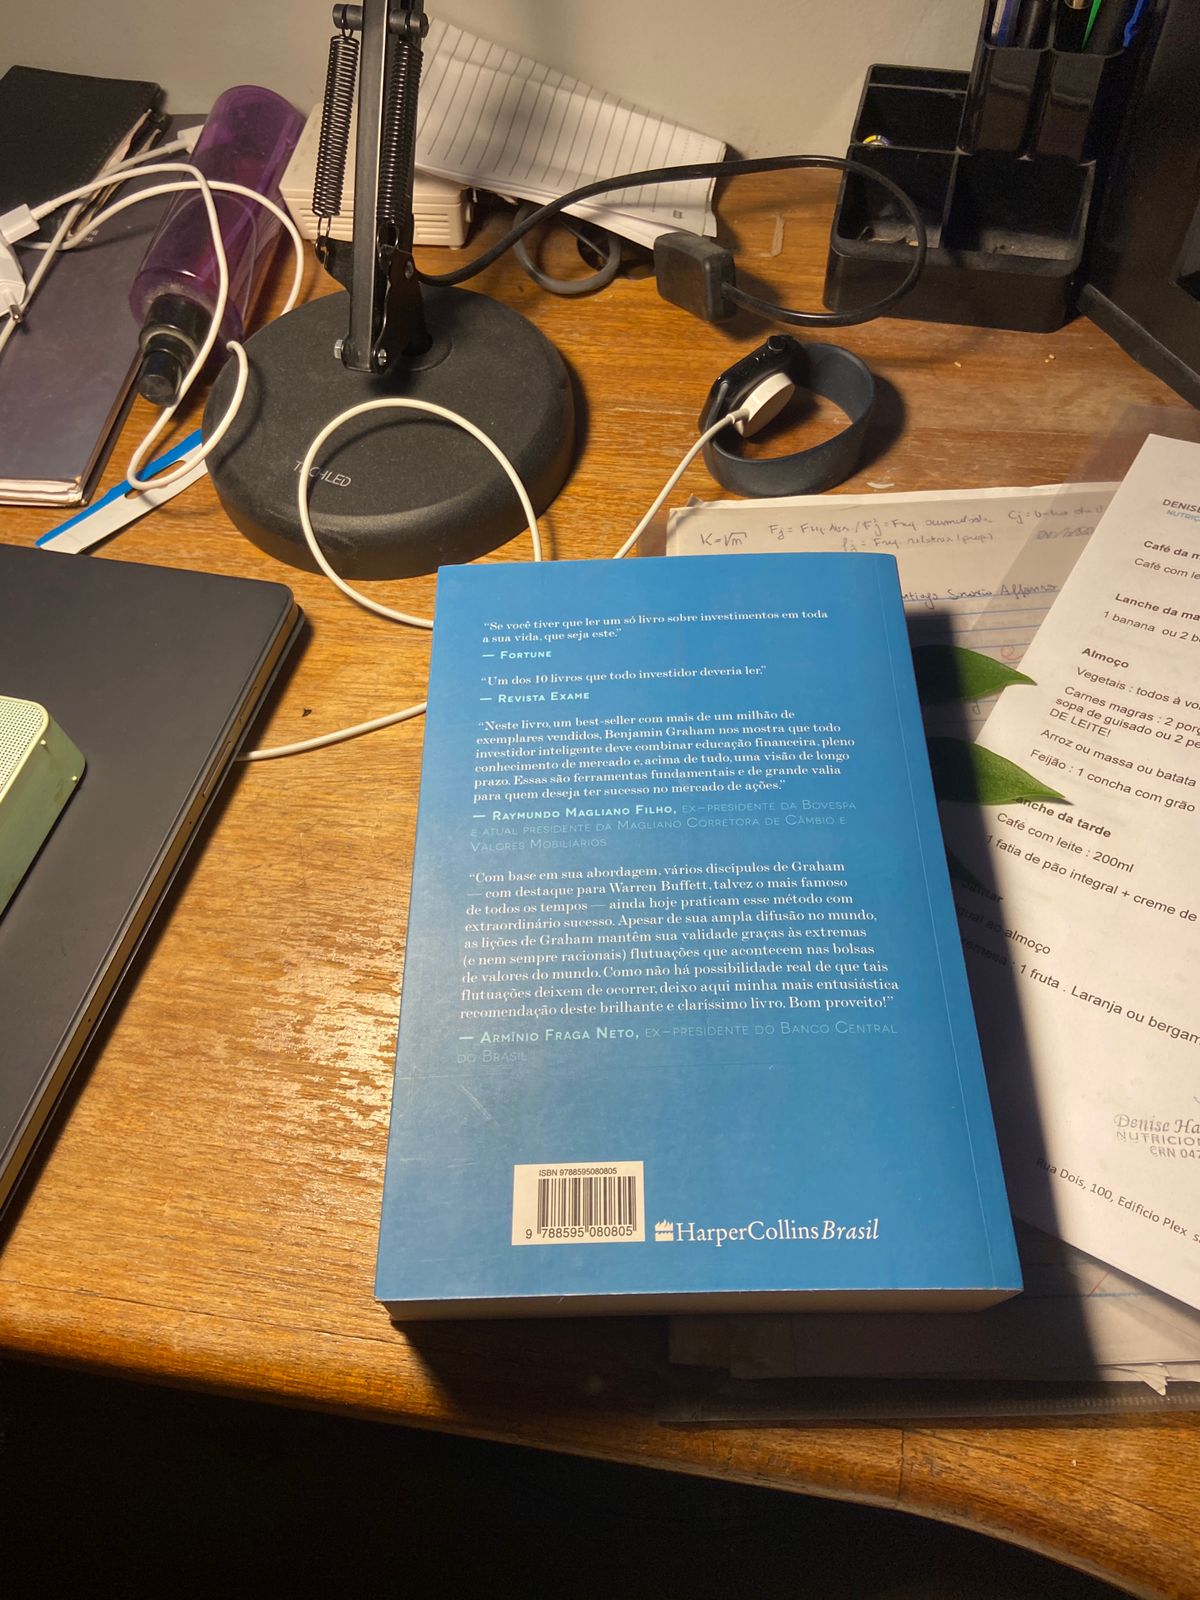 TECHLED
K=√n
“Se você tiver que ler um só livro sobre investimentos em toda
a sua vida, que seja este.”
— Fortune
“Um dos 10 livros que todo investidor deveria ler.”
— Revista Exame
“Neste livro, um best-seller com mais de um milhão de
exemplares vendidos, Benjamin Graham nos mostra que todo
investidor inteligente deve combinar educação financeira, pleno
conhecimento de mercado e, acima de tudo, uma visão de longo
prazo. Essas são ferramentas fundamentais e de grande valia
para quem deseja ter sucesso no mercado de ações.”
— Raymundo Magliano Filho, ex-presidente da Bovespa
e atual presidente da Magliano Corretora de Câmbio e
Valores Mobiliários
“Com base em sua abordagem, vários discípulos de Graham
— com destaque para Warren Buffett, talvez o mais famoso
de todos os tempos — ainda hoje praticam esse método com
extraordinário sucesso. Apesar de sua ampla difusão no mundo,
as lições de Graham mantêm sua validade graças às extremas
(e nem sempre racionais) flutuações que acontecem nas bolsas
de valores do mundo. Como não há possibilidade real de que tais
flutuações deixem de ocorrer, deixo aqui minha mais entusiástica
recomendação deste brilhante e claríssimo livro. Bom proveito!”
— Armínio Fraga Neto, ex-presidente do Banco Central
do Brasil
ISBN 9788595080805
9 788595 080805
HarperCollins Brasil
DENISE
Café da m
Café com le
Lanche da ma
1 banana ou 2 b
Almoço
Vegetais : todos à vo
Carnes magras : 2 porç
sopa de guisado ou 2 pe
DE LEITE!
Arroz ou massa ou batata
Feijão : 1 concha com grão
anche da tarde
Café com leite : 200ml
1 fatia de pão integral + creme de
Jantar
igual ao almoço
: 1 fruta . Laranja ou bergam
Denise Ha
NUTRICION
CRN 047
Rua Dois, 100, Edificio Plex s